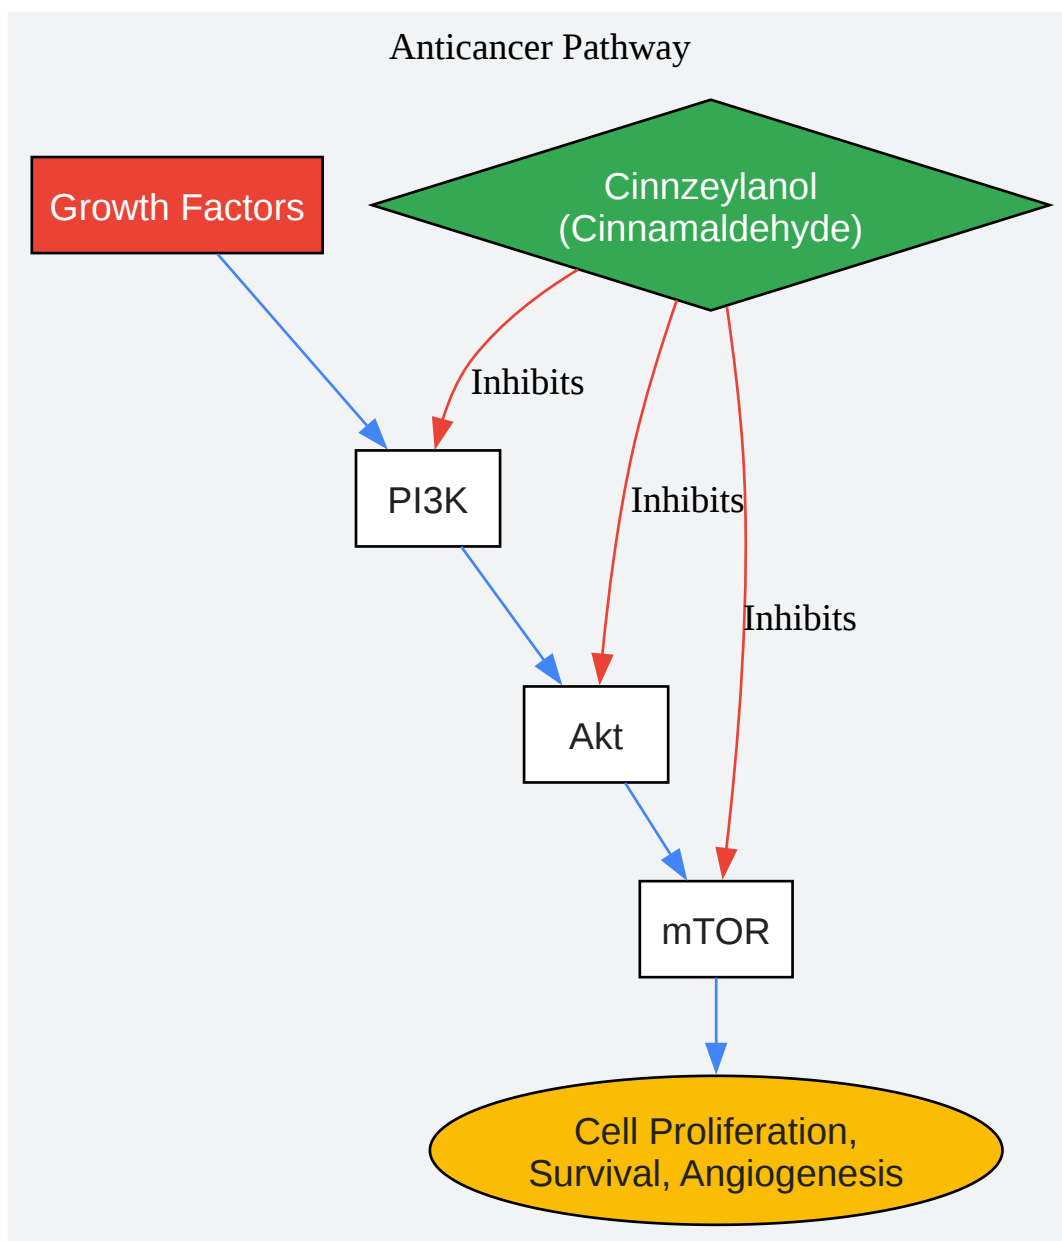 Anticancer Pathway
Growth Factors
Cinnzeylanol
(Cinnamaldehyde)
Inhibits
PI3K
Inhibits
Inhibits
Akt
mTOR
Cell Proliferation,
Survival, Angiogenesis